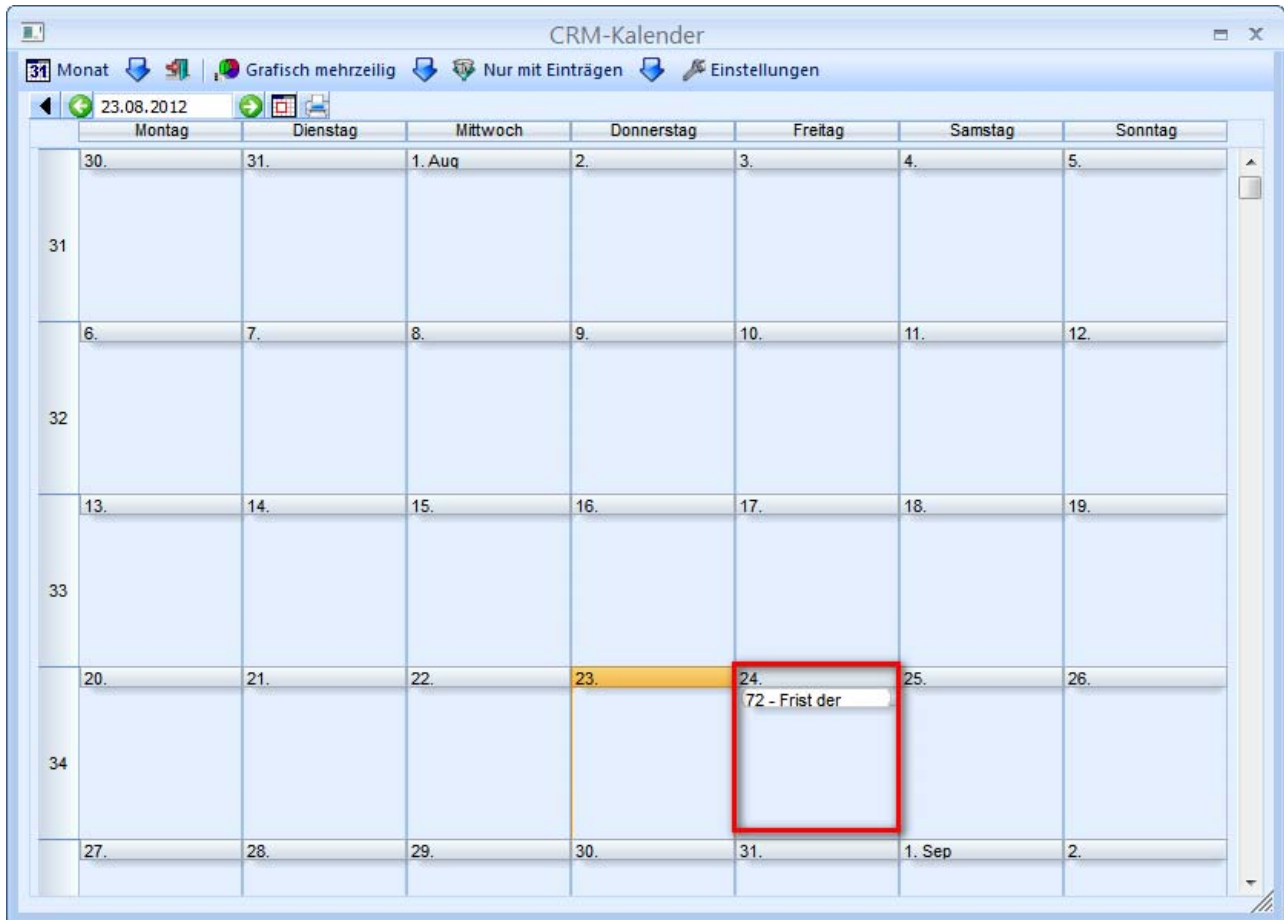 CRM-Kalender
31 Monat Grafisch mehrzeilig Nur mit Einträgen Einstellungen
23.08.2012
Montag Dienstag Mittwoch Donnerstag Freitag Samstag Sonntag
30. 31. 1. Aug 2. 3. 4. 5.
31
6. 7. 8. 9. 10. 11. 12.
32
13. 14. 15. 16. 17. 18. 19.
33
20. 21. 22. 23. 24. 25. 26.
72 - Frist der
34
27. 28. 29. 30. 31. 1. Sep 2.